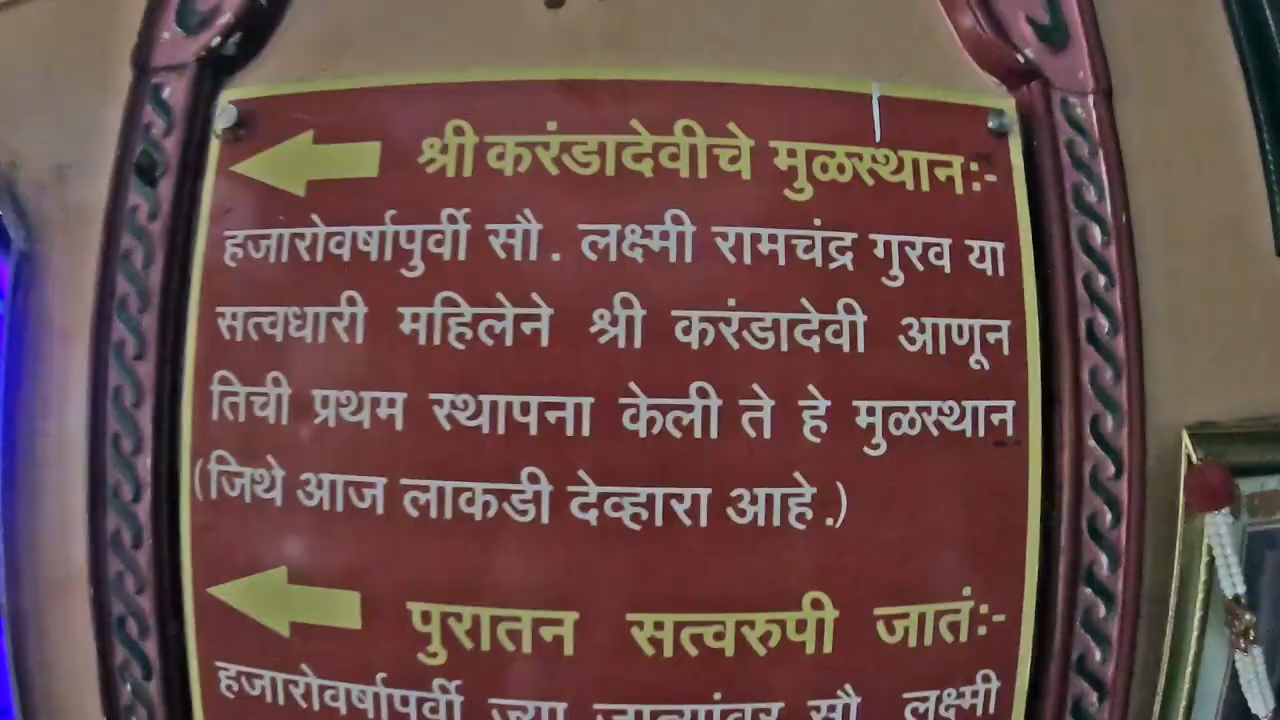 श्री करंडादेवीचे मुळस्थान:-
हजारोवर्षापुर्वी सौ. लक्ष्मी रामचंद्र गुरव या
सत्वधारी महिलेने श्री करंडादेवी आणून
तिची प्रथम स्थापना केली ते हे मुळस्थान
(जिथे आज लाकडी देव्हारा आहे.)
पुरातन सत्वरुपी जातं:-
हजारोवर्षापुर्वी ज्या जात्यांवर सौ. लक्ष्मी